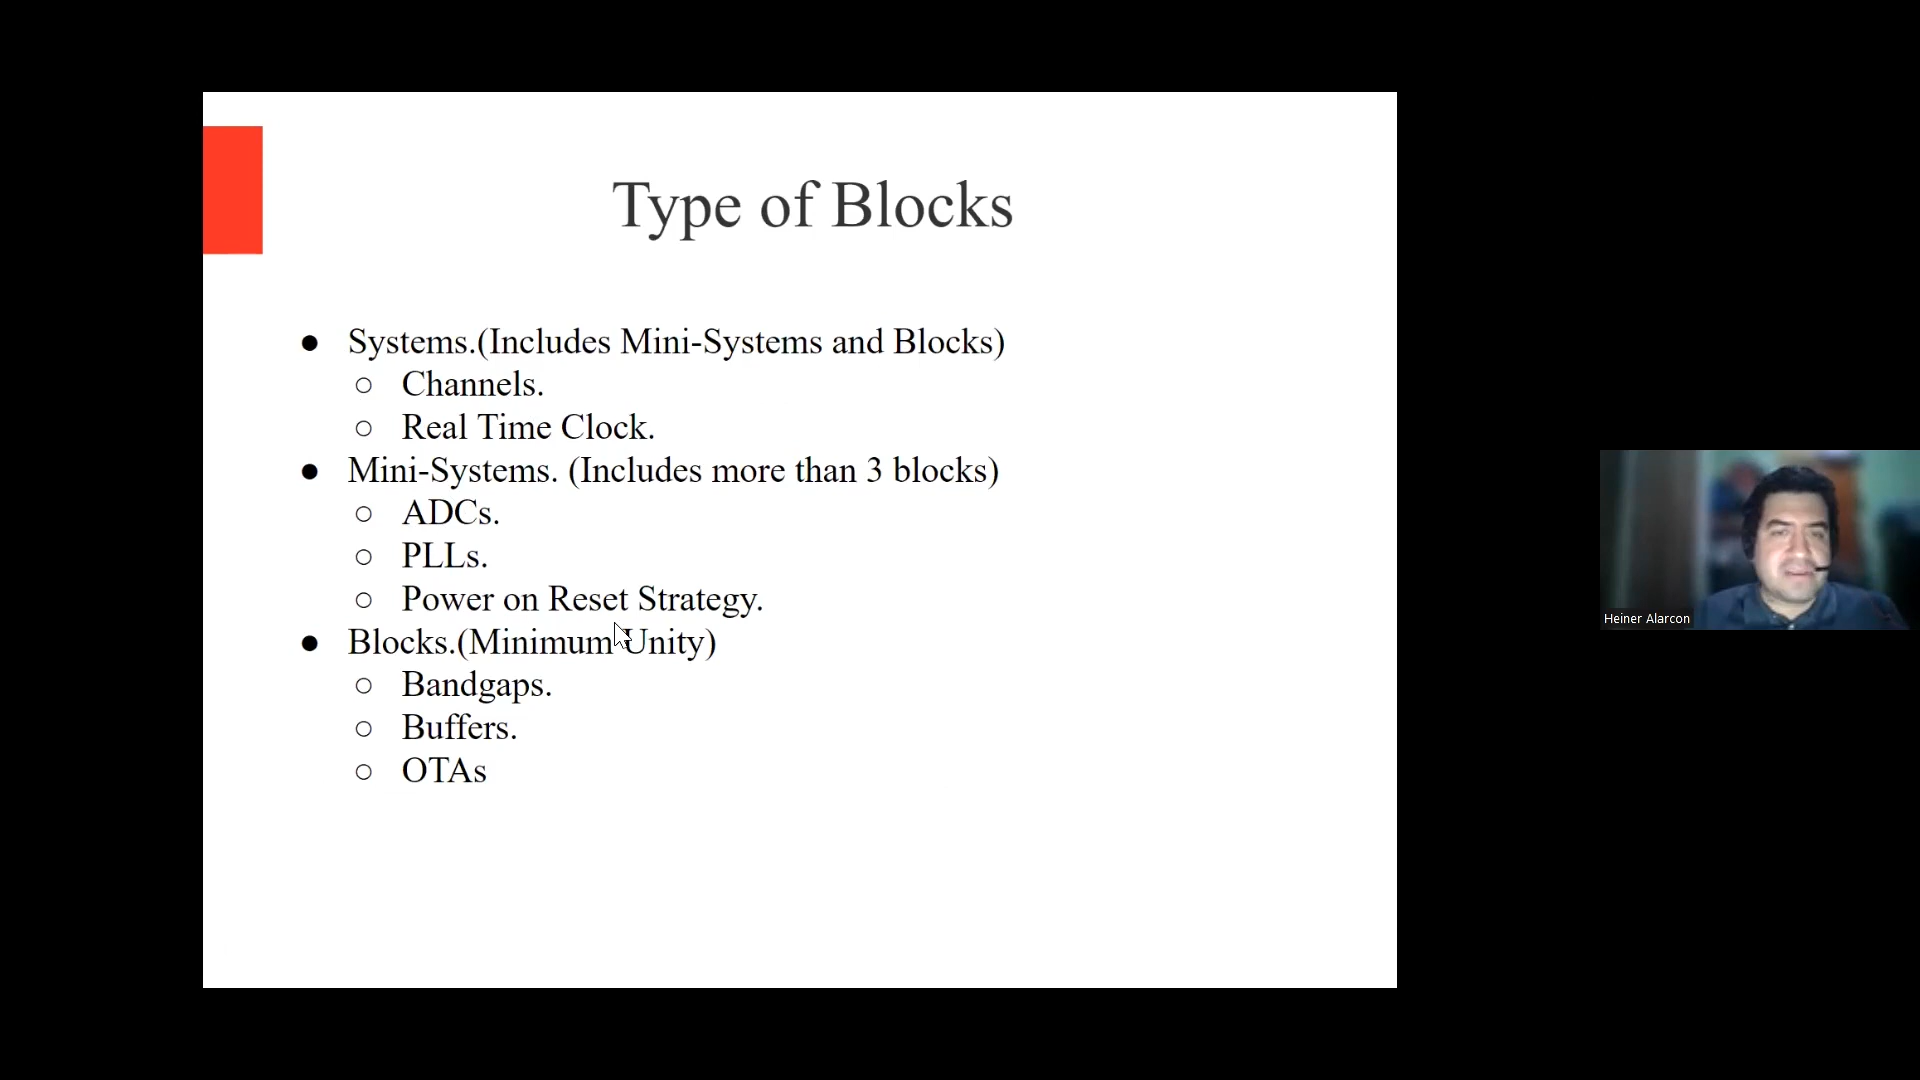 Type of Blocks
● Systems.(Includes Mini-Systems and Blocks)
○ Channels.
○ Real Time Clock.
● Mini-Systems. (Includes more than 3 blocks)
○ ADCs.
○ PLLs.
○ Power on Reset Strategy.
● Blocks.(Minimum Unity)
○ Bandgaps.
○ Buffers.
○ OTAs
Heiner Alarcon